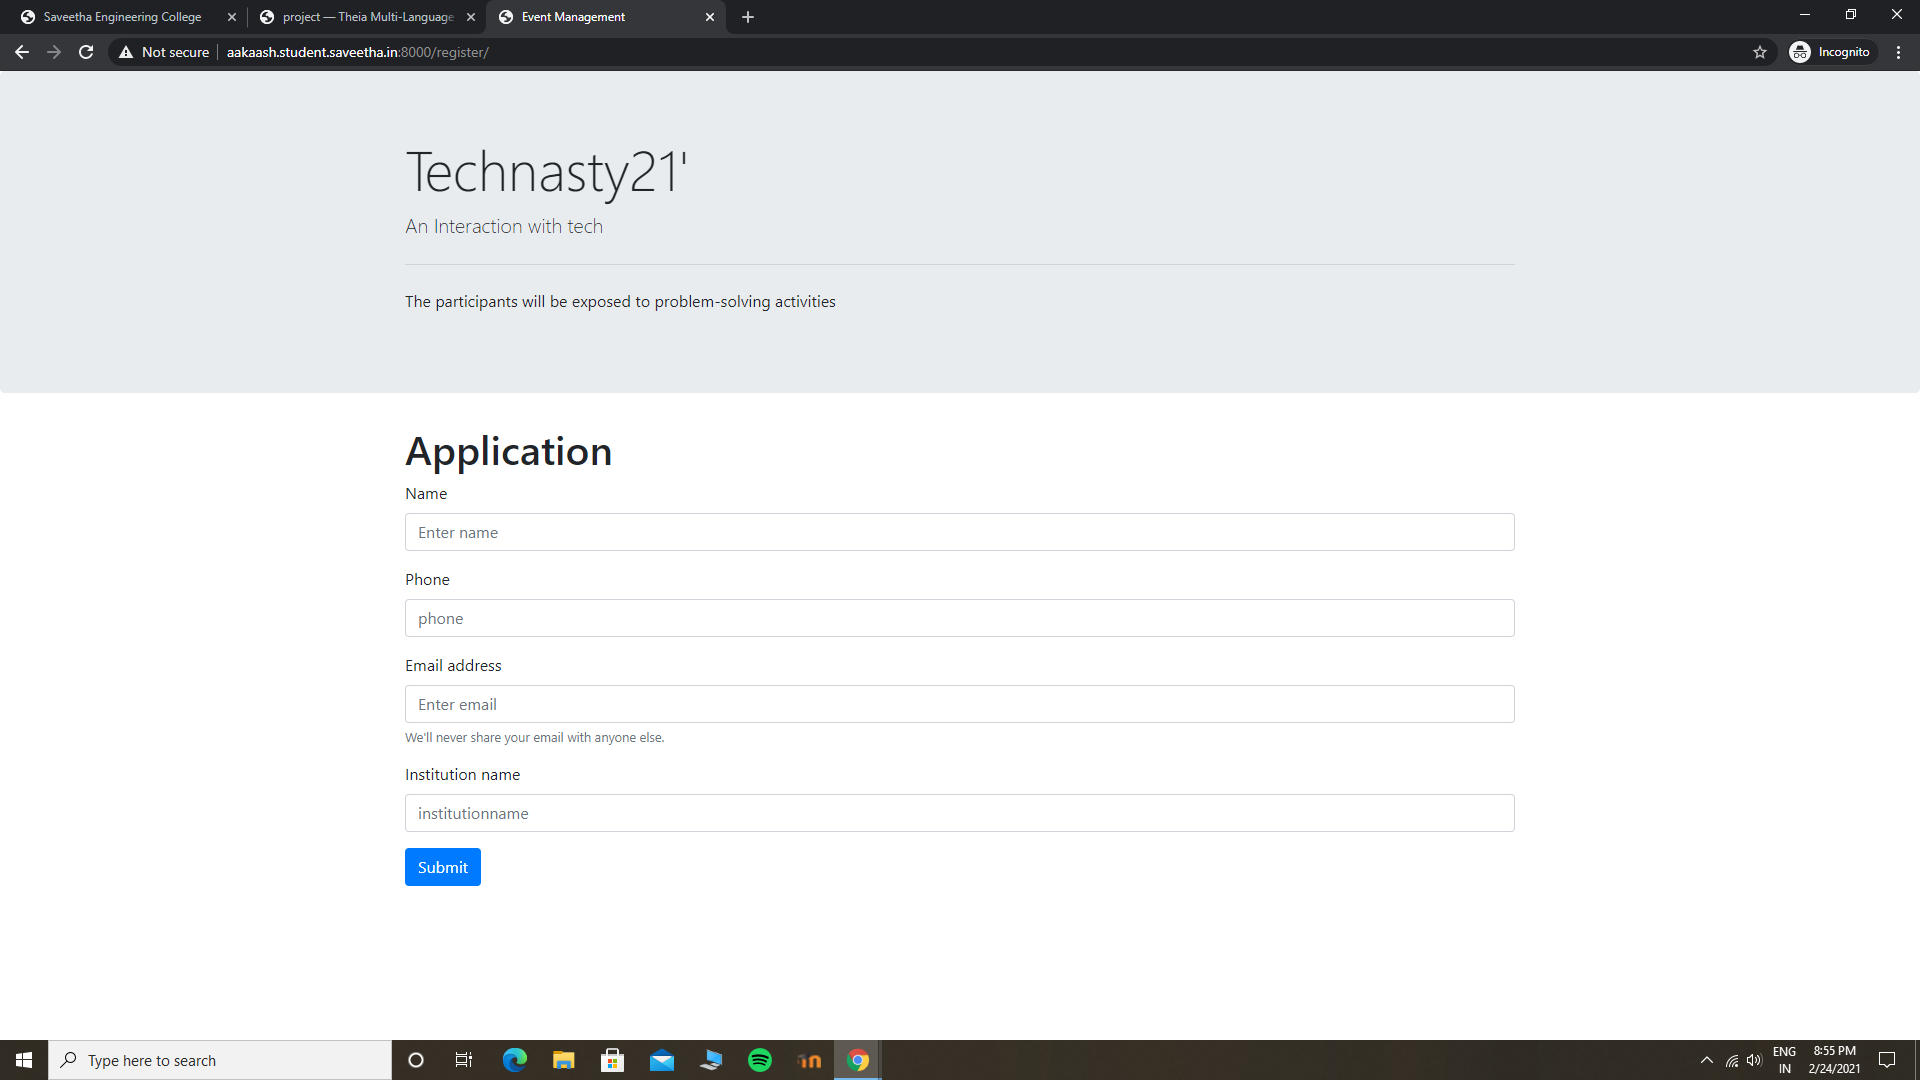 Saveetha Engineering College
project — Theia Multi-Language
Event Management
Not secure
aakaash.student.saveetha.in:8000/register/
Incognito
Technasty21'
An Interaction with tech
The participants will be exposed to problem-solving activities
Application
Name
Enter name
Phone
phone
Email address
Enter email
We'll never share your email with anyone else.
Institution name
institutionname
Submit
Type here to search
ENG
IN
8:55 PM
2/24/2021